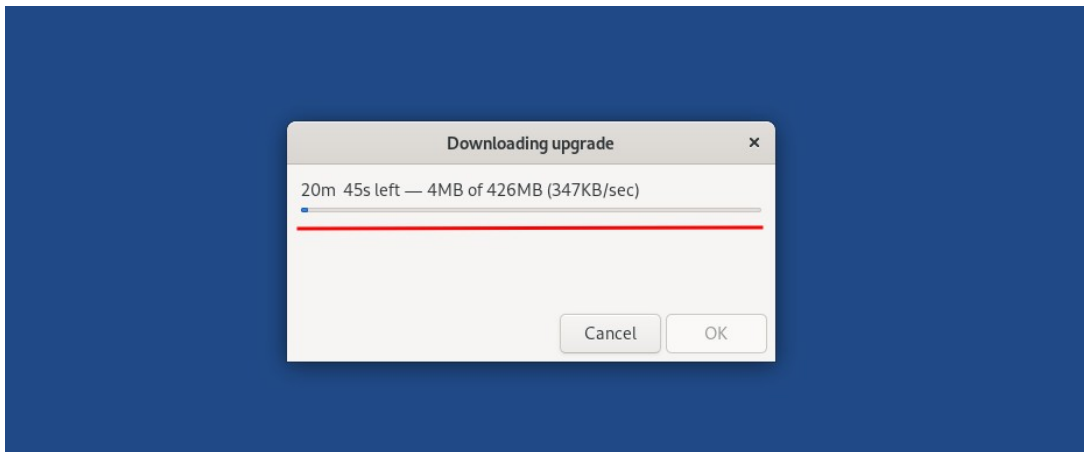 Downloading upgrade
20m 45s left — 4MB of 426MB (347KB/sec)
Cancel OK